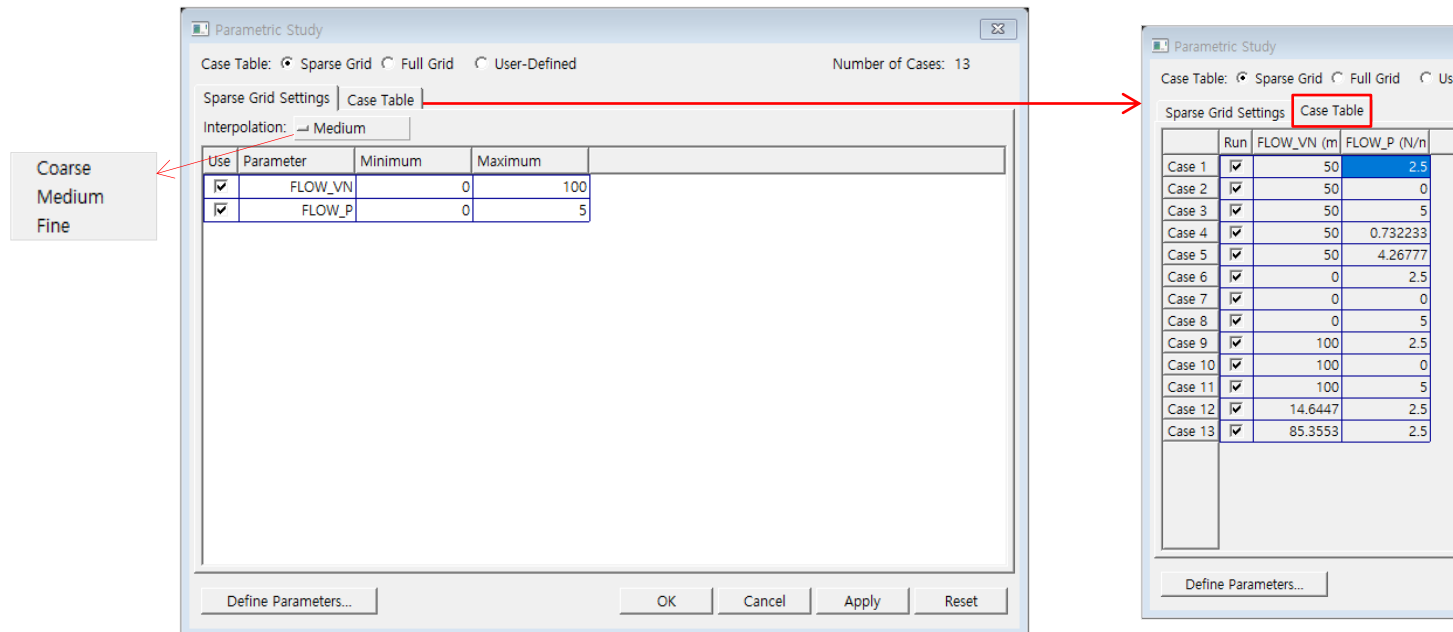 Parametric Study
Case Table: Sparse Grid Full Grid User-Defined Number of Cases: 13
Sparse Grid Settings Case Table
Interpolation: Medium
Use Parameter Minimum Maximum
FLOW_VN 0 100
FLOW_P 0 5
Define Parameters... OK Cancel Apply Reset
Coarse
Medium
Fine
Parametric Study
Case Table: Sparse Grid Full Grid Us
Sparse Grid Settings Case Table
Run FLOW_VN (m FLOW_P (N/n
Case 1 50 2.5
Case 2 50 0
Case 3 50 5
Case 4 50 0.732233
Case 5 50 4.26777
Case 6 0 2.5
Case 7 0 0
Case 8 0 5
Case 9 100 2.5
Case 10 100 0
Case 11 100 5
Case 12 14.6447 2.5
Case 13 85.3553 2.5
Define Parameters...